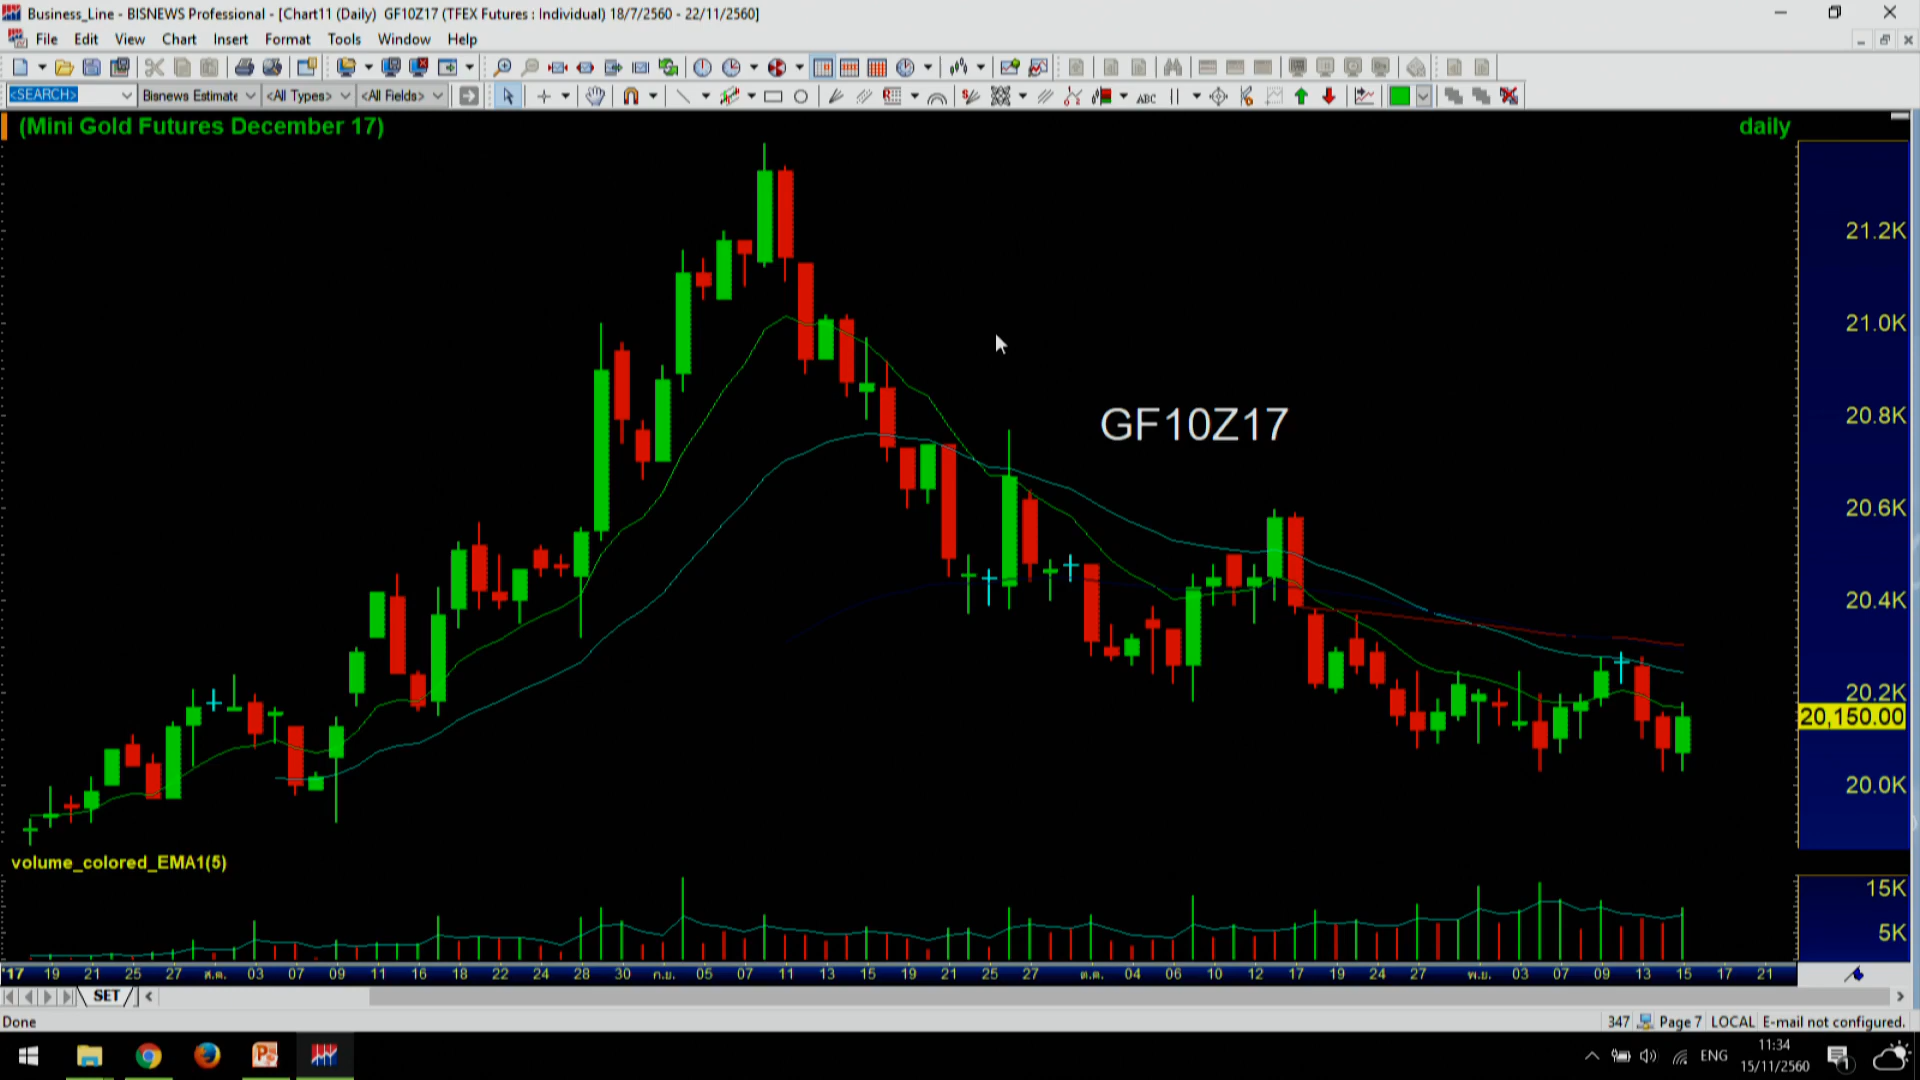 Business_Line - BISNEWS Professional - [Chart11 (Daily)  GF10Z17 (TFEX Futures : Individual) 18/7/2560 - 22/11/2560]
File Edit View Chart Insert Format Tools Window Help
<SEARCH> Bisnews Estimate <All Types> <All Fields> ABC
(Mini Gold Futures December 17) daily
21.2K
21.0K
GF10Z17
20.8K
20.6K
20.4K
20.2K
20,150.00
20.0K
volume_colored_EMA1(5)
15K
5K
'17 19 21 25 27 ส.ค. 03 07 09 11 16 18 22 24 28 30 ก.ย. 05 07 11 13 15 19 21 25 27 ต.ค. 04 06 10 12 17 19 24 27 พ.ย. 03 07 09 13 15 17 21
SET
Done 347 Page 7 LOCAL E-mail not configured.
ENG 11:34
15/11/2560